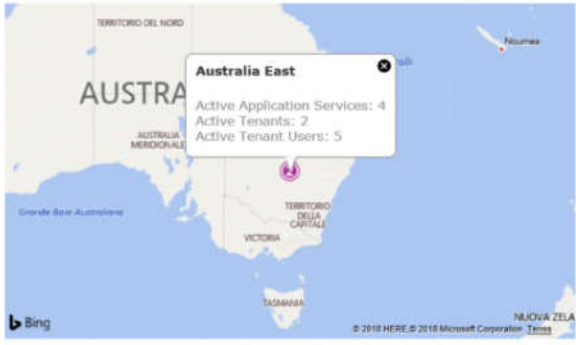 TERRITORIO DEL NORD
Noumea
Australia East
AUSTRA
Active Application Services: 4
Active Tenants: 2
Active Tenant Users: 5
AUSTRALIA
MERIDIONALE
Grande Baia Australiana
TERRITORIO
DELLA
CAPITALE
VICTORIA
TASMANIA
NUOVA ZELA
Bing
© 2018 HERE, © 2018 Microsoft Corporation Terms